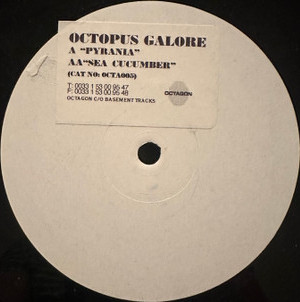 OCTOPUS GALORE
A "PYRANIA"
AA"SEA CUCUMBER"
(CAT NO: OCTA005)
T: 0033 1 53 00 95 47
F: 0033 1 53 00 95 48
OCTAGON
OCTAGON C/O BASEMENT TRACKS